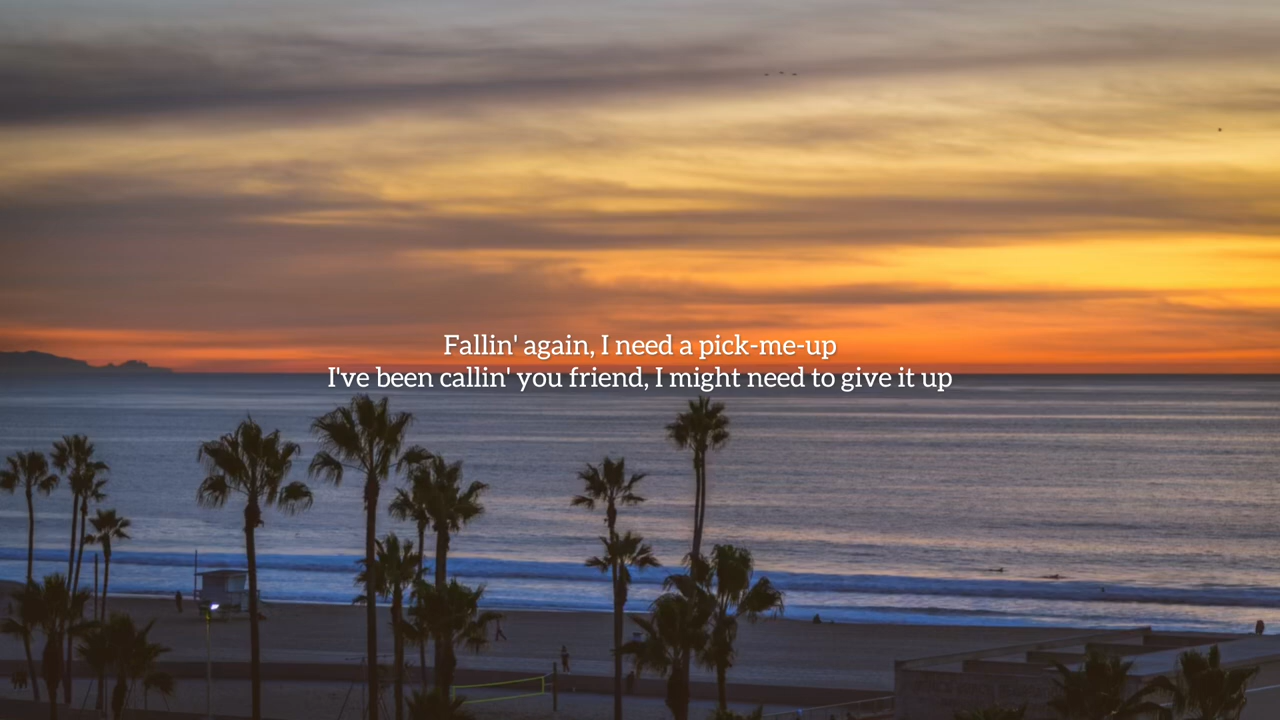 Fallin' again, I need a pick-me-up
I've been callin' you friend, I might need to give it up